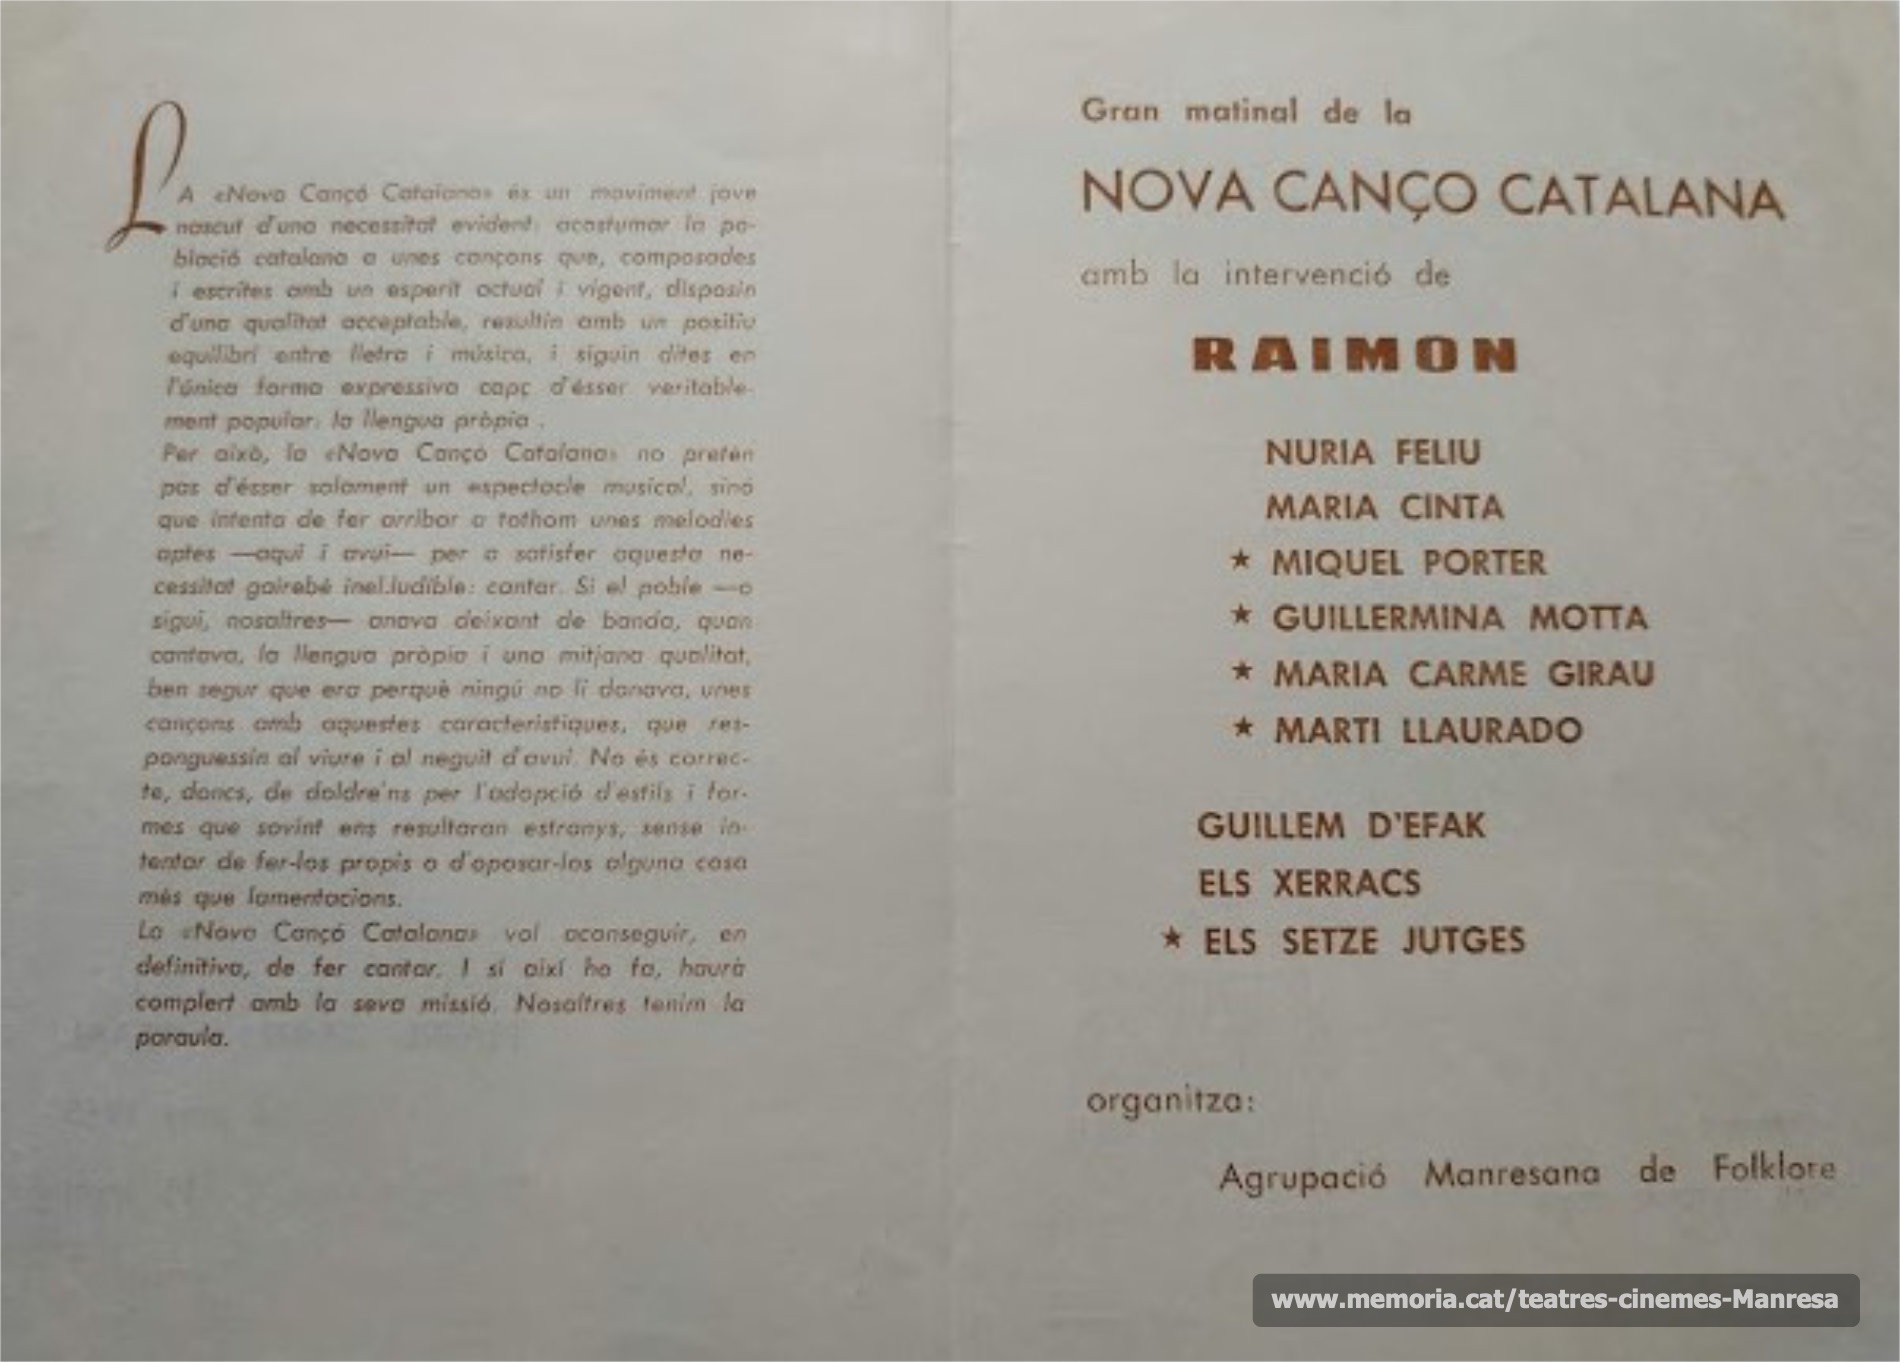 LA «Nova Cançó Catalana» és un moviment jove
nascut d'una necessitat evident: acostumar la po-
blació catalana a unes cançons que, composades
i escrites amb un esperit actual i vigent, disposin
d'una qualitat acceptable, resultin amb un positiu
equilibri entre lletra i música, i siguin dites en
l'única forma expressiva capç d'ésser veritable-
ment popular: la llengua pròpia .
Per això, la «Nova Cançó Catalana» no pretén
pas d'ésser solament un espectacle musical, sinó
que intenta de fer arribar a tothom unes melodies
aptes —aquí i avui— per a satisfer aquesta ne-
cessitat gairebé inel.ludible: cantar. Si el poble —o
sigui, nosaltres— anava deixant de banda, quan
cantava, la llengua pròpia i una mitjana qualitat,
ben segur que era perquè ningú no li donava, unes
cançons amb aquestes característiques, que res-
ponguessin al viure i al neguit d'avui. No és correc-
te, doncs, de doldre'ns per l'adopció d'estils i for-
mes que sovint ens resultaran estranys, sense in-
tentar de fer-los propis o d'oposar-los alguna cosa
més que lamentacions.
La «Nova Cançó Catalana» vol aconseguir, en
definitiva, de fer cantar. I si així ho fa, haurà
complert amb la seva missió. Nosaltres tenim la
paraula.
Gran matinal de la
NOVA CANÇO CATALANA
amb la intervenció de
RAIMON
NURIA FELIU
MARIA CINTA
★ MIQUEL PORTER
★ GUILLERMINA MOTTA
★ MARIA CARME GIRAU
★ MARTI LLAURADO
GUILLEM D'EFAK
ELS XERRACS
★ ELS SETZE JUTGES
organitza:
Agrupació Manresana de Folklore
www.memoria.cat/teatres-cinemes-Manresa